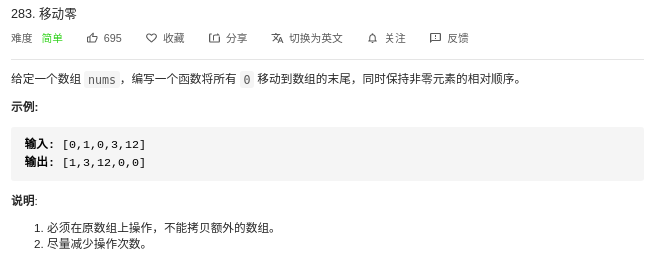 283. 移动零
难度 简单 695 收藏 分享 切换为英文 关注 反馈
给定一个数组 nums，编写一个函数将所有 0 移动到数组的末尾，同时保持非零元素的相对顺序。
示例:
输入: [0,1,0,3,12]
输出: [1,3,12,0,0]
说明:
1. 必须在原数组上操作，不能拷贝额外的数组。
2. 尽量减少操作次数。